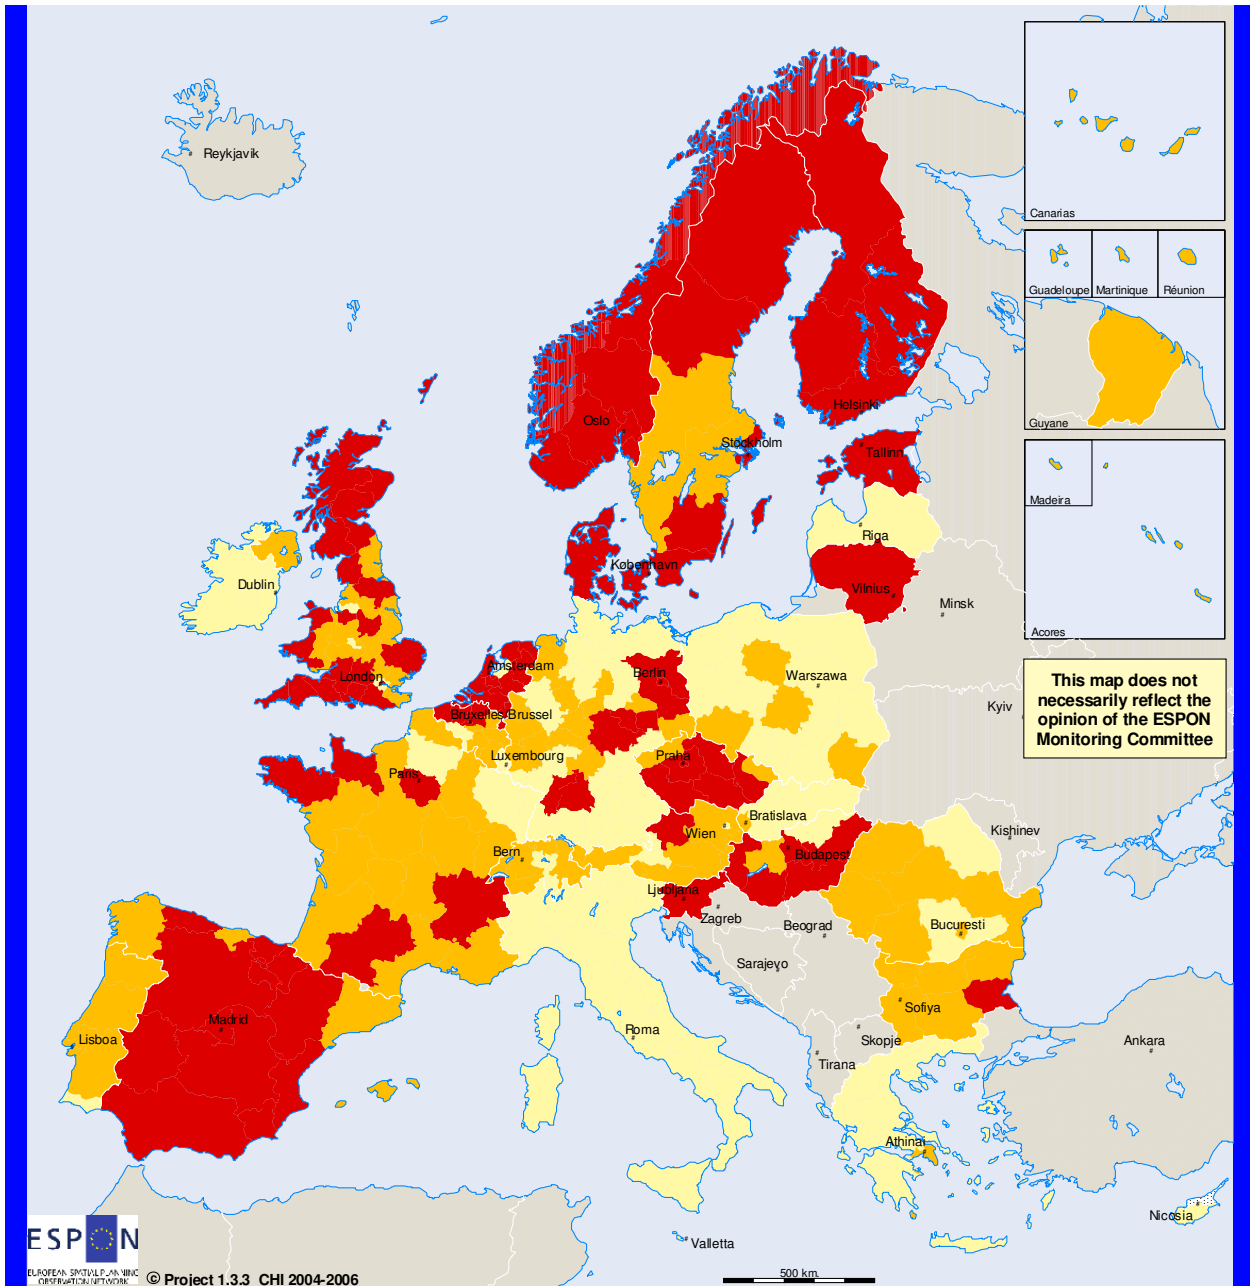 Reykjavik
Canarias
Guadeloupe
Martinique
Réunion
Guyane
Madeira
Acores
Oslo
Helsinki
Stockholm
Tallinn
Riga
København
Vilnius
Minsk
Dublin
London
Amsterdam
Berlin
Warszawa
Kyiv
This map does not
necessarily reflect the
opinion of the ESPON
Monitoring Committee
Bruxelles/Brussel
Luxembourg
Praha
Paris
Bratislava
Wien
Kishinev
Bern
Budapest
Ljubljana
Zagreb
Beograd
Bucuresti
Sarajevo
Sofiya
Madrid
Lisboa
Roma
Skopje
Tirana
Ankara
Athinai
Nicosia
Valletta
ESPON
EUROPEAN SPATIAL PLANNING
OBSERVATION NETWORK
© Project 1.3.3 CHI 2004-2006
500 km.